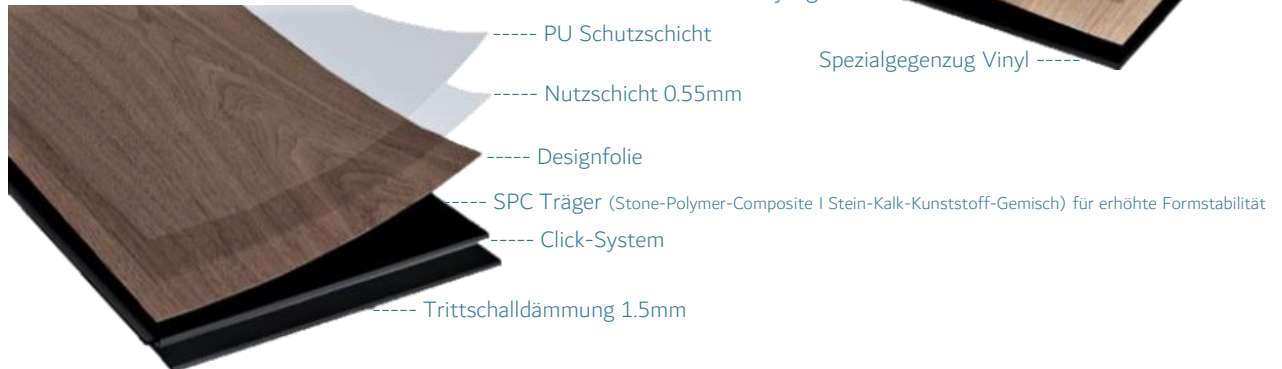 ----- PU Schutzschicht
Spezialgegenzug Vinyl -----
----- Nutzschicht 0.55mm
----- Designfolie
----- SPC Träger (Stone-Polymer-Composite I Stein-Kalk-Kunststoff-Gemisch) für erhöhte Formstabilität
----- Click-System
----- Trittschalldämmung 1.5mm